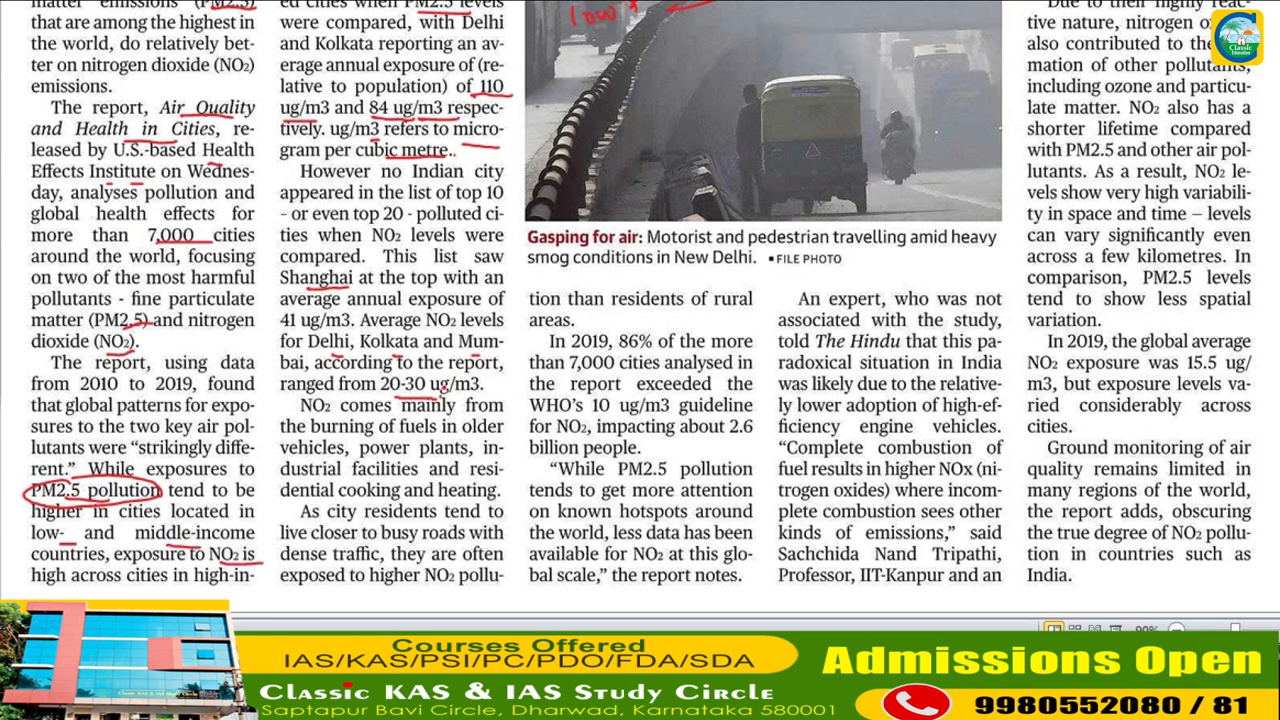 matter emissions (PM2.5)
that are among the highest in
the world, do relatively bet-
ter on nitrogen dioxide (NO2)
emissions.
The report, Air Quality
and Health in Cities, re-
leased by U.S.-based Health
Effects Institute on Wednes-
day, analyses pollution and
global health effects for
more than 7,000 cities
around the world, focusing
on two of the most harmful
pollutants - fine particulate
matter (PM2.5) and nitrogen
dioxide (NO2).
The report, using data
from 2010 to 2019, found
that global patterns for expo-
sures to the two key air pol-
lutants were “strikingly diffe-
rent.” While exposures to
PM2.5 pollution tend to be
higher in cities located in
low- and middle-income
countries, exposure to NO2 is
high across cities in high-in-
ed cities when PM2.5 levels
were compared, with Delhi
and Kolkata reporting an av-
erage annual exposure of (re-
lative to population) of 110
ug/m3 and 84 ug/m3 respec-
tively. ug/m3 refers to micro-
gram per cubic metre.
However no Indian city
appeared in the list of top 10
- or even top 20 - polluted ci-
ties when NO2 levels were
compared. This list saw
Shanghai at the top with an
average annual exposure of
41 ug/m3. Average NO2 levels
for Delhi, Kolkata and Mum-
bai, according to the report,
ranged from 20-30 ug/m3.
NO2 comes mainly from
the burning of fuels in older
vehicles, power plants, in-
dustrial facilities and resi-
dential cooking and heating.
As city residents tend to
live closer to busy roads with
dense traffic, they are often
exposed to higher NO2 pollu-
low
Gasping for air: Motorist and pedestrian travelling amid heavy
smog conditions in New Delhi. ■ FILE PHOTO
tion than residents of rural
areas.
In 2019, 86% of the more
than 7,000 cities analysed in
the report exceeded the
WHO's 10 ug/m3 guideline
for NO2, impacting about 2.6
billion people.
“While PM2.5 pollution
tends to get more attention
on known hotspots around
the world, less data has been
available for NO2 at this glo-
bal scale,” the report notes.
An expert, who was not
associated with the study,
told The Hindu that this pa-
radoxical situation in India
was likely due to the relative-
ly lower adoption of high-ef-
ficiency engine vehicles.
“Complete combustion of
fuel results in higher NOx (ni-
trogen oxides) where incom-
plete combustion sees other
kinds of emissions,” said
Sachchida Nand Tripathi,
Professor, IIT-Kanpur and an
Due to their highly reac-
tive nature, nitrogen
also contributed to the
mation of other pollutants,
including ozone and particu-
late matter. NO2 also has a
shorter lifetime compared
with PM2.5 and other air pol-
lutants. As a result, NO2 le-
vels show very high variabili-
ty in space and time – levels
can vary significantly even
across a few kilometres. In
comparison, PM2.5 levels
tend to show less spatial
variation.
In 2019, the global average
NO2 exposure was 15.5 ug/
m3, but exposure levels va-
ried considerably across
cities.
Ground monitoring of air
quality remains limited in
many regions of the world,
the report adds, obscuring
the true degree of NO2 pollu-
tion in countries such as
India.
Classic
Education
90%
Courses Offered
IAS/KAS/PSI/PC/PDO/FDA/SDA
Classic KAS & IAS Study Circle
Saptapur Bavi Circle, Dharwad, Karnataka 580001
Admissions Open
9980552080 / 81